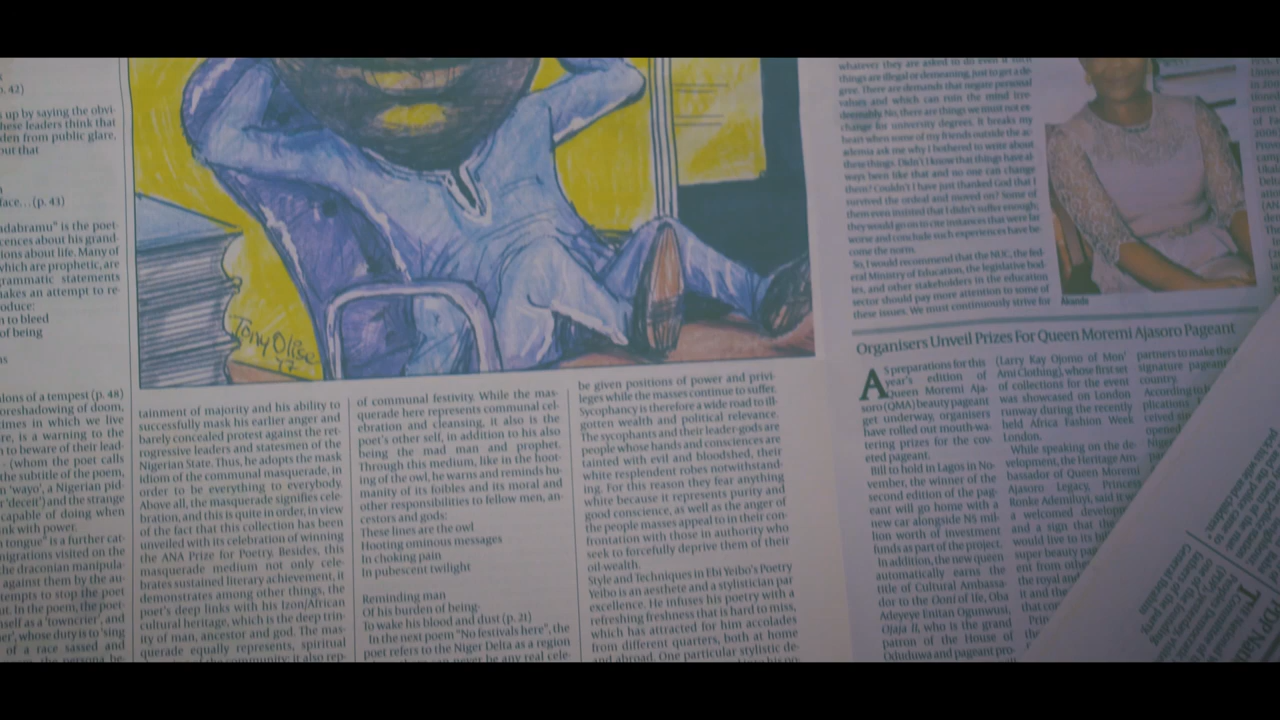 . 42)
s up by saying the obvi-
hese leaders think that
den from public glare,
out that
face…(p. 43)
adabramu" is the poet-
cences about his grand-
ions about life. Many of
which are prophetic, are
grammatic statements
makes an attempt to re-
oduce:
n to bleed
of being
alons of a tempest (p. 48)
oreshadowing of doom,
times in which we live
re, is a warning to the
n to beware of their lead-
- (whom the poet calls
the subtitle of the poem,
n 'wayo', a Nigerian pid-
'deceit') and the strange
capable of doing when
nk with power.
tongue" is a further cat-
migrations visited on the
the draconian manipula-
against them by the au-
tempts to stop the poet
ut. In the poem, the poet-
self as a 'towncrier', and
er', whose duty is to 'sing
of a race sassed and
Tony Olise
tainment of majority and his ability to
successfully mask his earlier anger and
barely concealed protest against the ret-
rogressive leaders and statesmen of the
Nigerian State. Thus, he adopts the mask
idiom of the communal masquerade, in
order to be everything to everybody.
Above all, the masquerade signifies cele-
bration, and this is quite in order, in view
of the fact that this collection has been
unveiled with its celebration of winning
the ANA Prize for Poetry. Besides, this
masquerade medium not only cele-
brates sustained literary achievement, it
demonstrates among other things, the
poet's deep links with his Izon/African
cultural heritage, which is the deep trin-
ity of man, ancestor and god. The mas-
querade equally represents, spiritual
of communal festivity. While the mas-
querade here represents communal cel-
ebration and cleansing, it also is the
poet's other self, in addition to his also
being the mad man and prophet.
Through this medium, like in the hoot-
ing of the owl, he warns and reminds hu-
manity of its foibles and its moral and
other responsibilities to fellow men, an-
cestors and gods:
These lines are the owl
Hooting ominous messages
In choking pain
In pubescent twilight
Reminding man
Of his burden of being
To wake his blood and dust (p. 21)
In the next poem "No festivals here", the
poet refers to the Niger Delta as a region
be given positions of power and privi-
leges while the masses continue to suffer.
Sycophancy is therefore a wide road to ill-
gotten wealth and political relevance.
The sycophants and their leader-gods are
people whose hands and consciences are
tainted with evil and bloodshed, their
white resplendent robes notwithstand-
ing. For this reason they fear anything
white because it represents purity and
good conscience, as well as the anger of
the people masses appeal to in their con-
frontation with those in authority who
seek to forcefully deprive them of their
oil-wealth.
Style and Techniques in Ebi Yeibo's Poetry
Yeibo is an aesthete and a stylistician par
excellence. He infuses his poetry with a
refreshing freshness that is hard to miss,
which has attracted for him accolades
from different quarters, both at home
and abroad. One particular stylistic de-
whatever they are asked to do even if
things are illegal or demeaning, just to get a de-
gree. There are demands that negate personal
values and which can ruin the mind irre-
deemably. No, there are things we must not ex-
change for university degrees. It breaks my
heart when some of my friends outside the ac-
ademia ask me why I bothered to write about
these things. Didn't I know that things have al-
ways been like that and no one can change
them? Couldn't I have just thanked God that I
survived the ordeal and moved on? Some of
them even insisted that I didn't suffer enough;
they would go on to cite instances that were far
worse and conclude such experiences have be-
come the norm.
So, I would recommend that the NUC, the fed-
eral Ministry of Education, the legislative bod-
ies, and other stakeholders in the education
sector should pay more attention to some of
these issues. We must continuously strive for
Akande
Organisers Unveil Prizes For Queen Moremi Ajasoro Pageant
AS preparations for this
year's edition of
Queen Moremi Aja-
soro (QMA) beauty pageant
get underway, organisers
have rolled out mouth-wa-
tering prizes for the cov-
eted pageant.
Bill to hold in Lagos in No-
vember, the winner of the
second edition of the pag-
eant will go home with a
new car alongside N5 mil-
lion worth of investment
funds as part of the project.
In addition, the new queen
automatically earns the
title of Cultural Ambassa-
dor to the Ooni of Ife, Oba
Adeyeye Enitan Ogunwusi,
Ojaja II, who is the grand
patron of the House of
Oduduwa and pageant pro-
(Larry Kay Ojomo of Mon'
Ami Clothing), whose first set
of collections for the event
was showcased on London
runway during the recently
held Africa Fashion Week
London.
While speaking on the de-
velopment, the Heritage Am-
bassador of Queen Moremi
Ajasoro Legacy, Princess
Ronke Ademiluyi, said it w
a welcomed develop
and a sign that the
would live to its bi
super beauty pa
ent from other
the royal an
it and the
that co
partners to make the
signature pageant
country.
According to
plications
ceived
opened